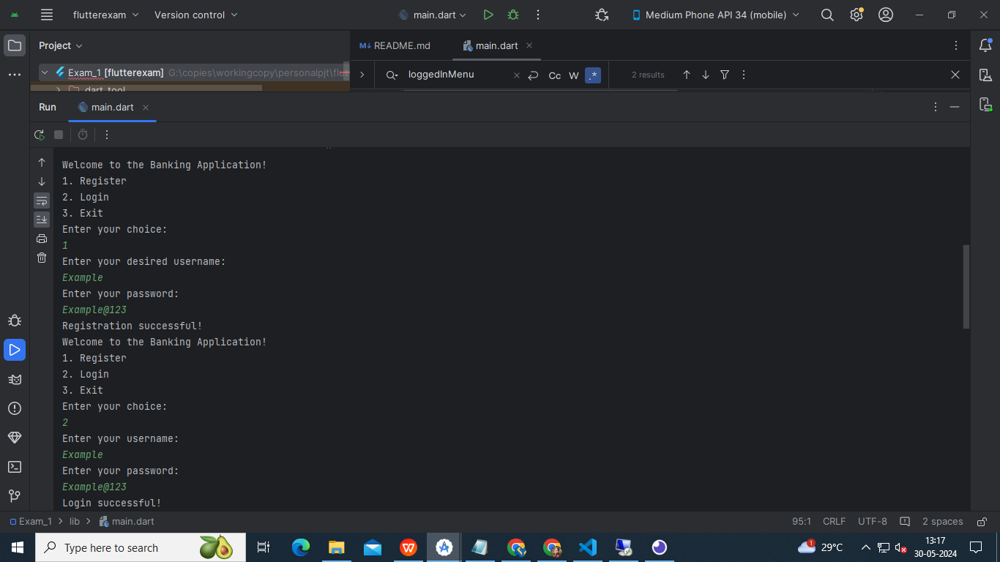 flutterexam Version control main.dart Medium Phone API 34 (mobile)
Project README.md main.dart
Exam_1 [flutterexam] G:\copies\workingcopy\personalpjt\flut loggedInMenu Cc W .* 2 results
dart_tool
Run main.dart
Welcome to the Banking Application!
1. Register
2. Login
3. Exit
Enter your choice:
1
Enter your desired username:
Example
Enter your password:
Example@123
Registration successful!
Welcome to the Banking Application!
1. Register
2. Login
3. Exit
Enter your choice:
2
Enter your username:
Example
Enter your password:
Example@123
Login successful!
Exam_1 > lib > main.dart 95:1 CRLF UTF-8 2 spaces
Type here to search 1 29°C 13:17
30-05-2024